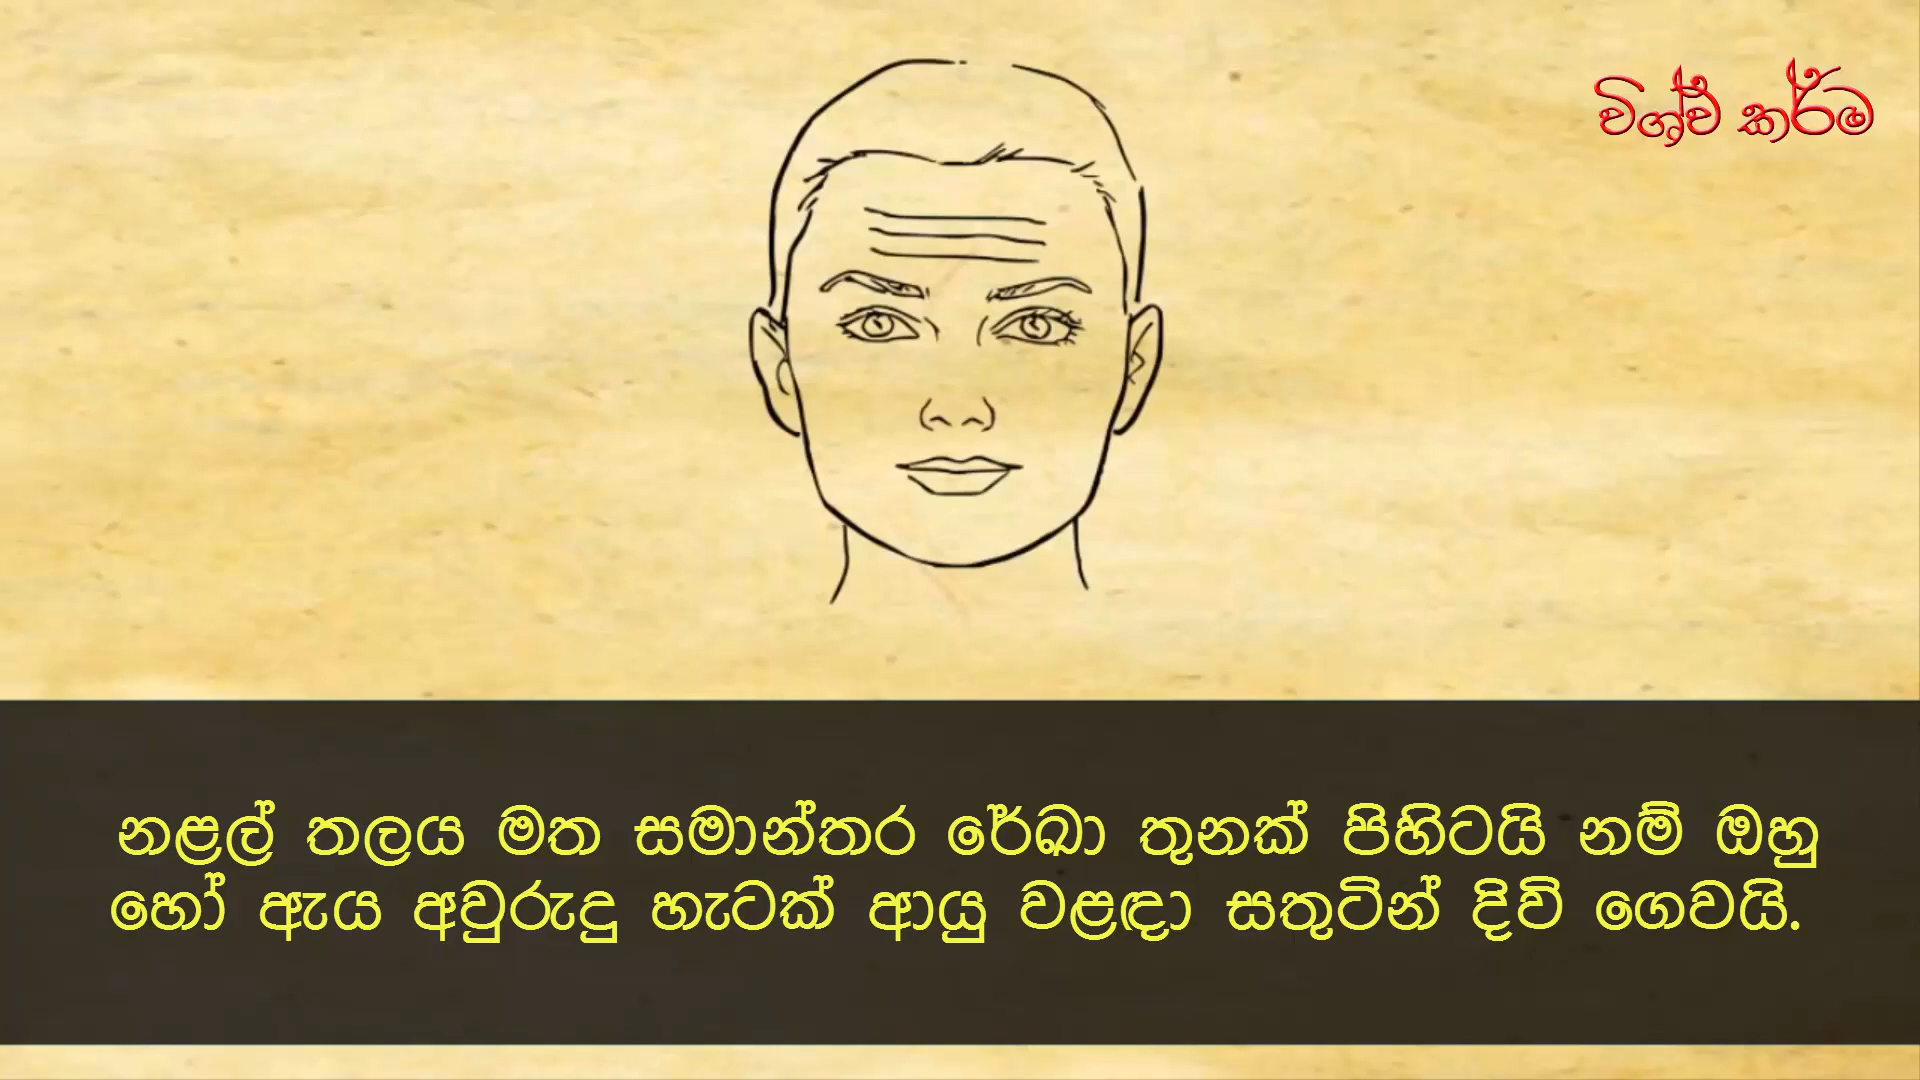 විශ්ව කර්ම
නළල් තලය මත සමාන්තර රේඛා තුනක් පිහිටයි නම් ඔහු
හෝ ඇය අවුරුදු හැටක් ආයු වළඳා සතුටින් දිවි ගෙවයි.